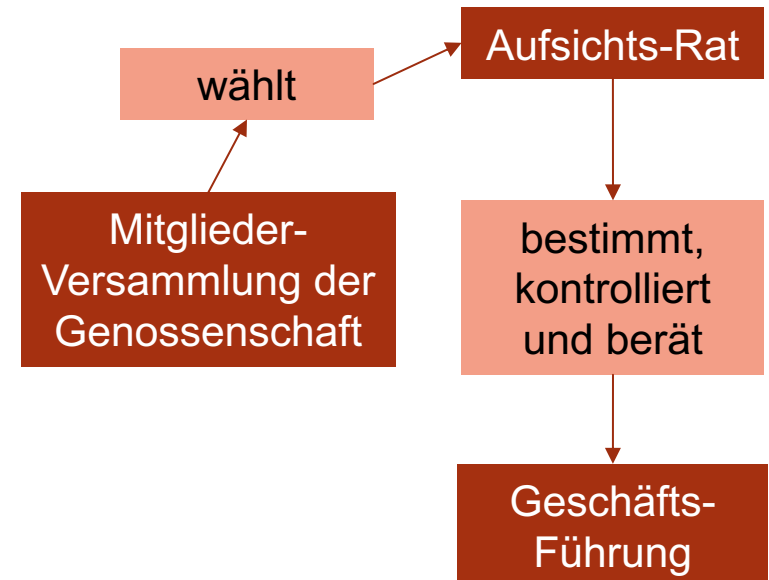 Mitglieder-
Versammlung der
Genossenschaft
wählt
Aufsichts-Rat
bestimmt,
kontrolliert
und berät
Geschäfts-
Führung